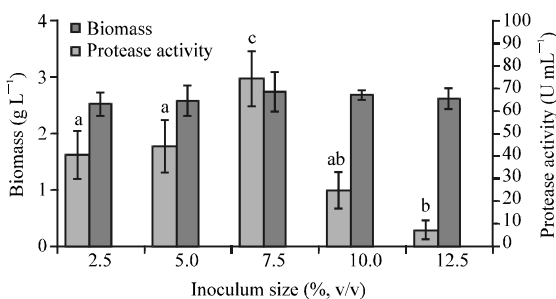 Biomass
Protease activity
Biomass (g L⁻¹)
4
3
2
1
0
Protease activity (U mL⁻¹)
100
90
80
70
60
50
40
30
20
10
0
a
a
c
ab
b
2.5 5.0 7.5 10.0 12.5
Inoculum size (%, v/v)